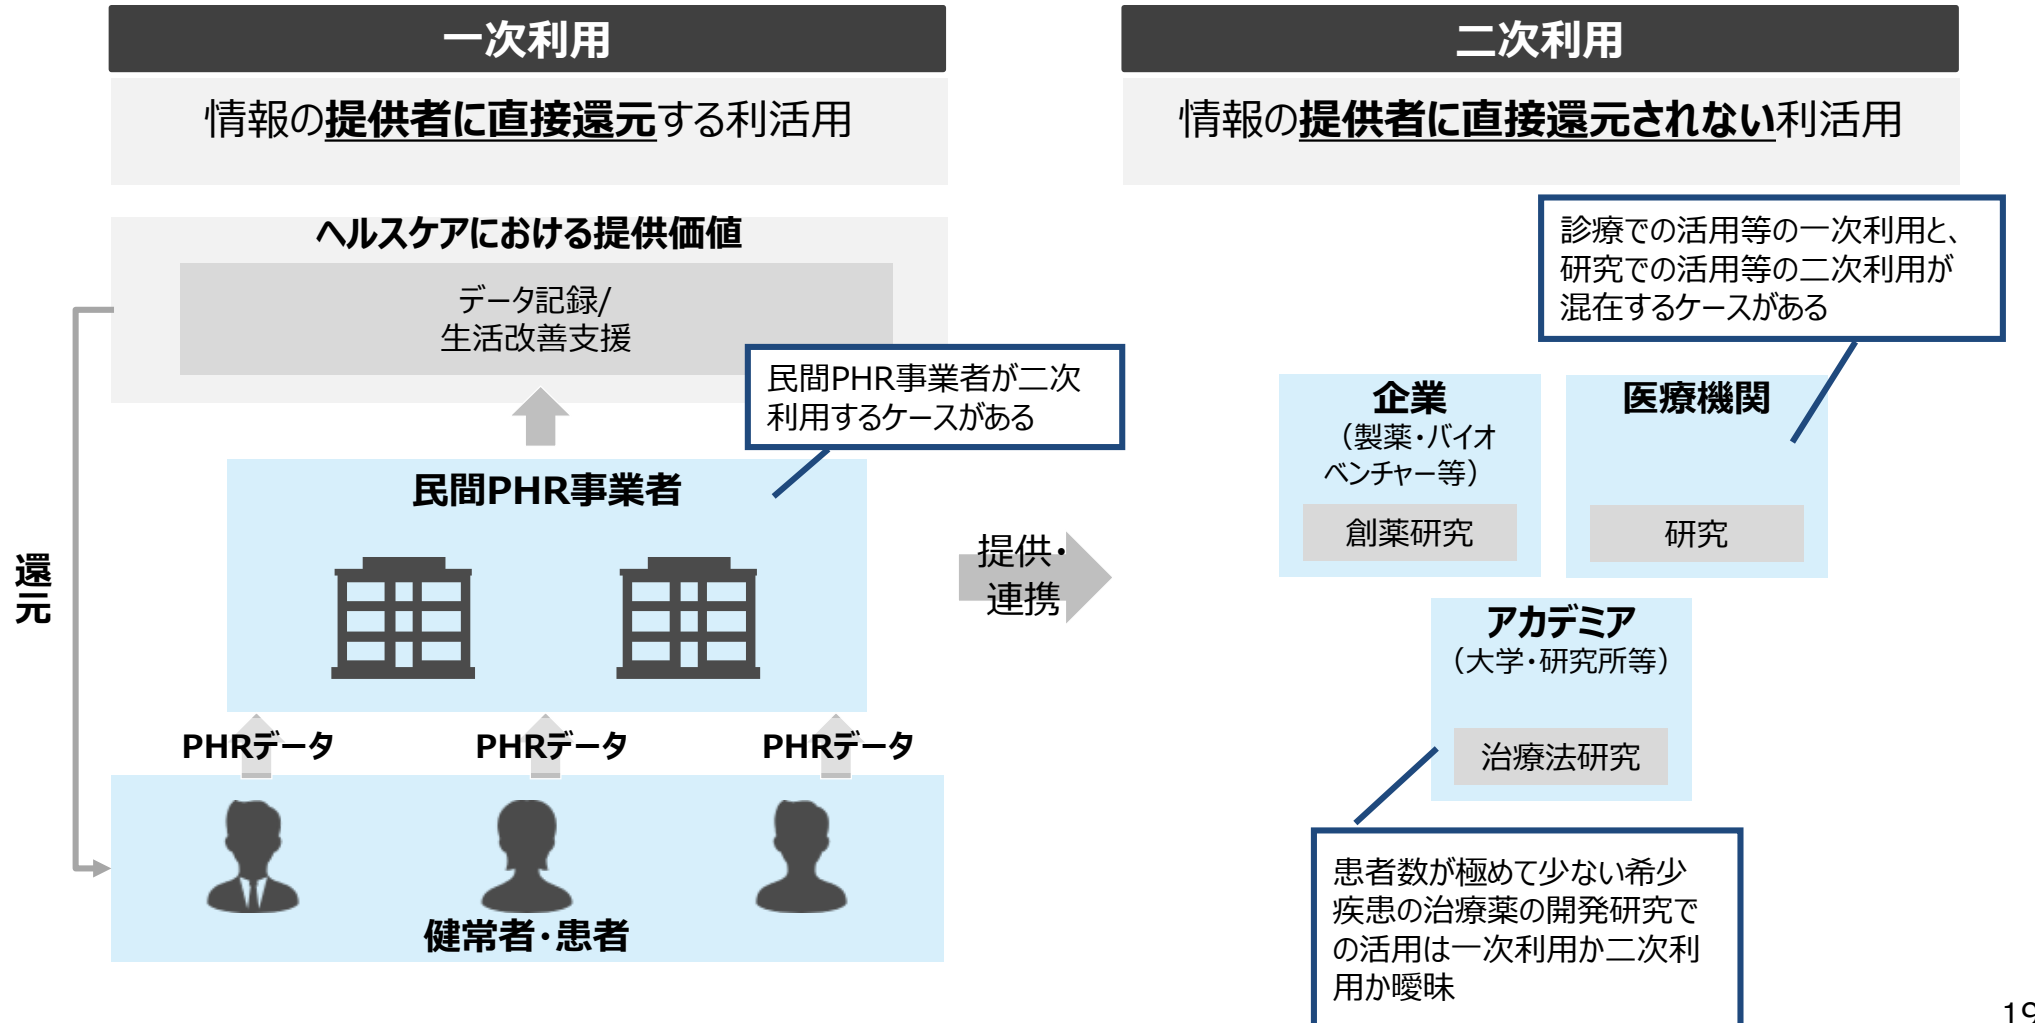 一次利用
情報の提供者に直接還元する利活用
ヘルスケアにおける提供価値
データ記録/
生活改善支援
民間PHR事業者が二次
利用するケースがある
民間PHR事業者
還元
PHRデータ
PHRデータ
PHRデータ
健常者・患者
提供・
連携
二次利用
情報の提供者に直接還元されない利活用
診療での活用等の一次利用と、
研究での活用等の二次利用が
混在するケースがある
企業
（製薬・バイオ
ベンチャー等）
創薬研究
医療機関
研究
アカデミア
（大学・研究所等）
治療法研究
患者数が極めて少ない希少
疾患の治療薬の開発研究で
の活用は一次利用か二次利
用か曖昧
19